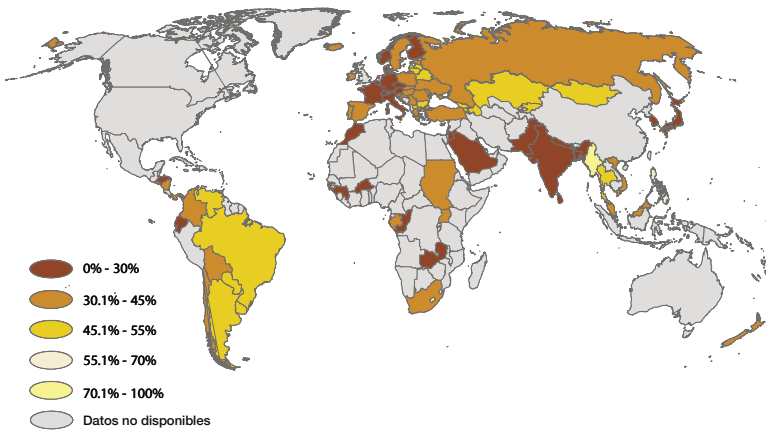 0% - 30%
30.1% - 45%
45.1% - 55%
55.1% - 70%
70.1% - 100%
Datos no disponibles